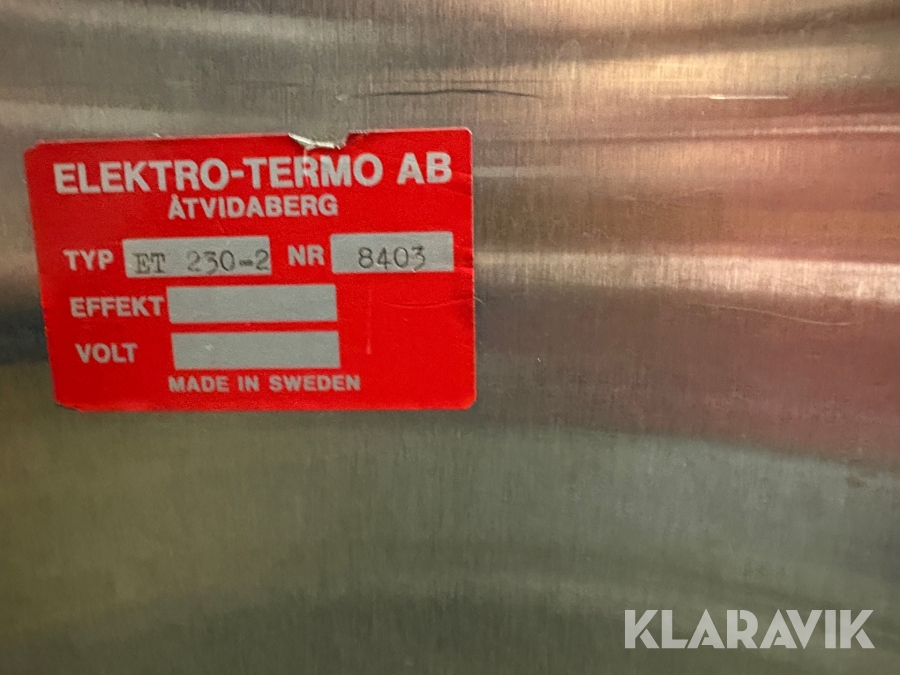 ELEKTRO-TERMO AB
ÅTVIDABERG
TYP ET 230-2 NR 8403
EFFEKT
VOLT
MADE IN SWEDEN
KLARAVIK